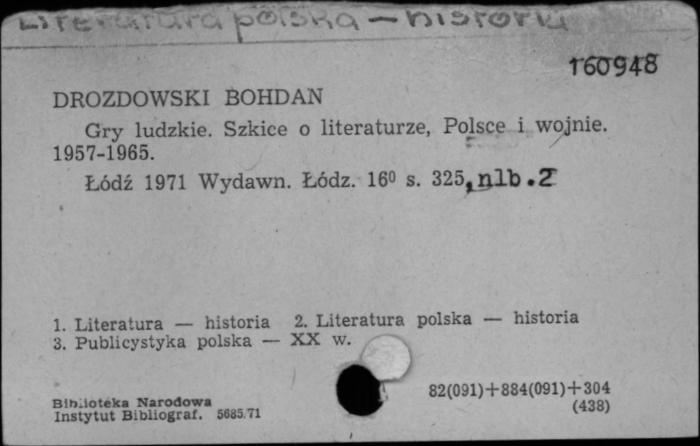 Literatura polska — historia
160948
DROZDOWSKI BOHDAN
Gry ludzkie. Szkice o literaturze, Polsce i wojnie.
1957-1965.
Łódź 1971 Wydawn. Łódz. 16⁰ s. 325, nlb. 2
1. Literatura — historia 2. Literatura polska — historia
3. Publicystyka polska — XX w.
82(091)+884(091)+304
(438)
Biblioteka Narodowa
Instytut Bibliograf. 5685.71